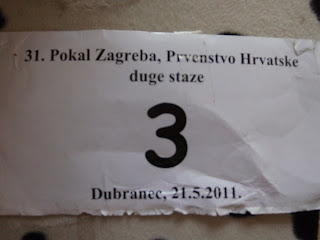 31. Pokal Zagreba, Prvenstvo Hrvatske
duge staze
3
Dubranec, 21.5.2011.